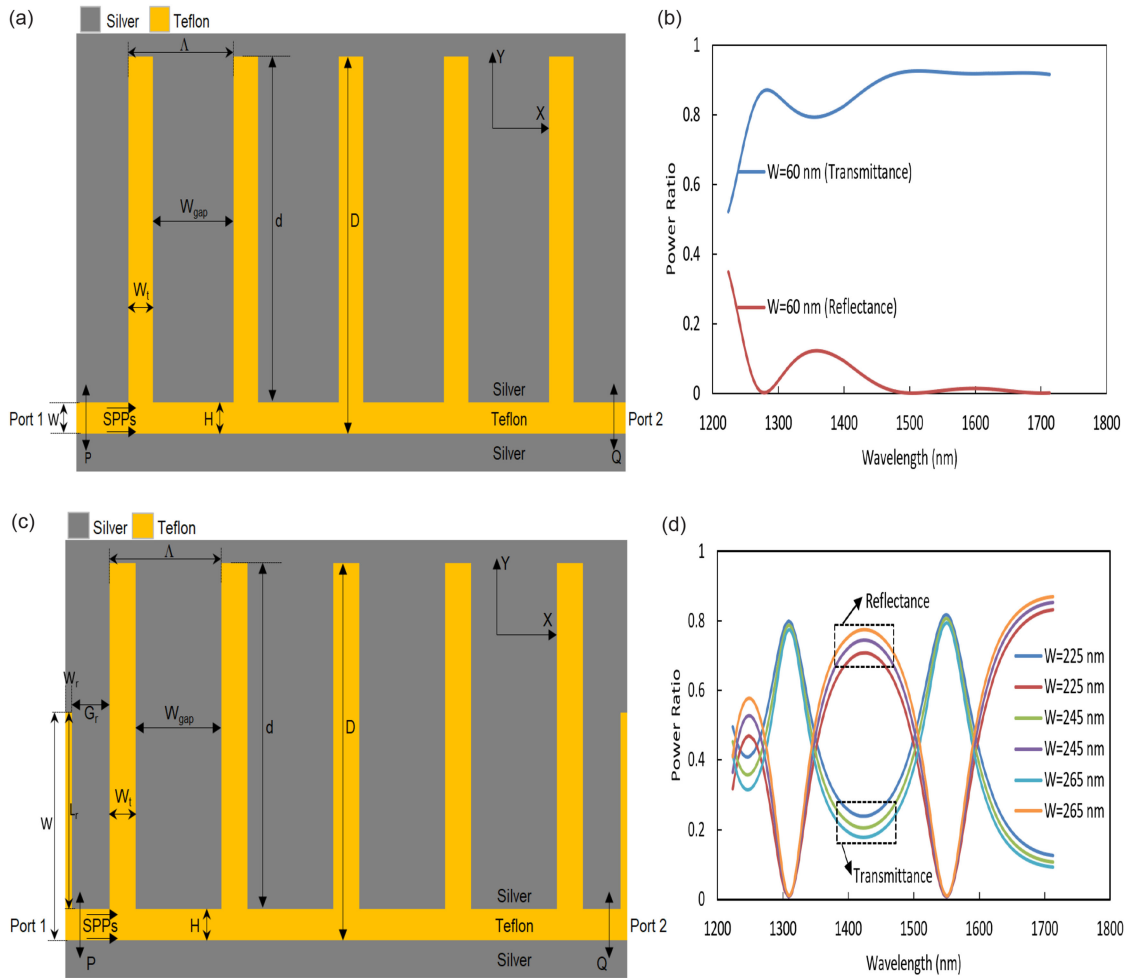 (a)
Silver Teflon
Λ
Y
X
W_gap
d
D
W_t
Silver
Port 1 W SPPs H Teflon Port 2
P Silver Q
(b)
1
0.8
0.6
0.4
0.2
0
Power Ratio
W=60 nm (Transmittance)
W=60 nm (Reflectance)
1200 1300 1400 1500 1600 1700 1800
Wavelength (nm)
(c)
Silver Teflon
Λ
Y
X
W_r
G_r
W_gap
d
D
W_t
L_r
W
Silver
Port 1 SPPs H Teflon Port 2
P Silver Q
(d)
1
0.8
0.6
0.4
0.2
0
Power Ratio
Reflectance
Transmittance
W=225 nm
W=225 nm
W=245 nm
W=245 nm
W=265 nm
W=265 nm
1200 1300 1400 1500 1600 1700 1800
Wavelength (nm)